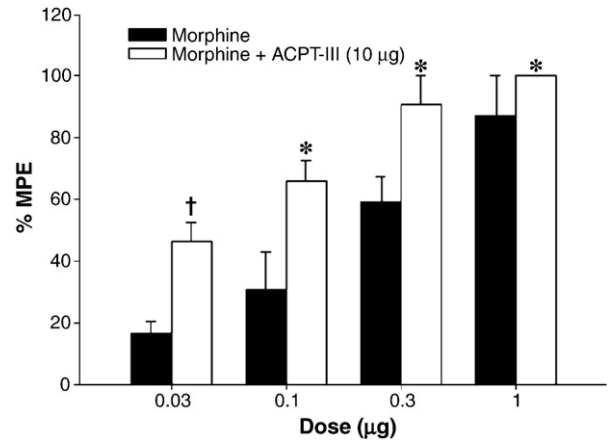 120
100
80
60
40
20
0
% MPE
Morphine
Morphine + ACPT-III (10 µg)
†
*
*
*
0.03 0.1 0.3 1
Dose (µg)